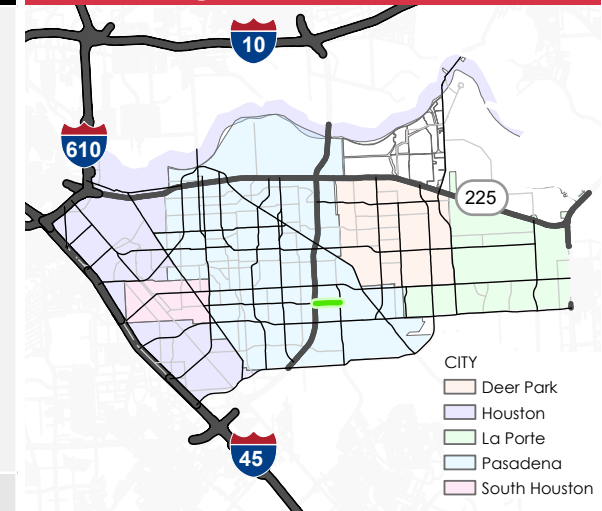 10
610
225
CITY
Deer Park
Houston
La Porte
Pasadena
South Houston
45